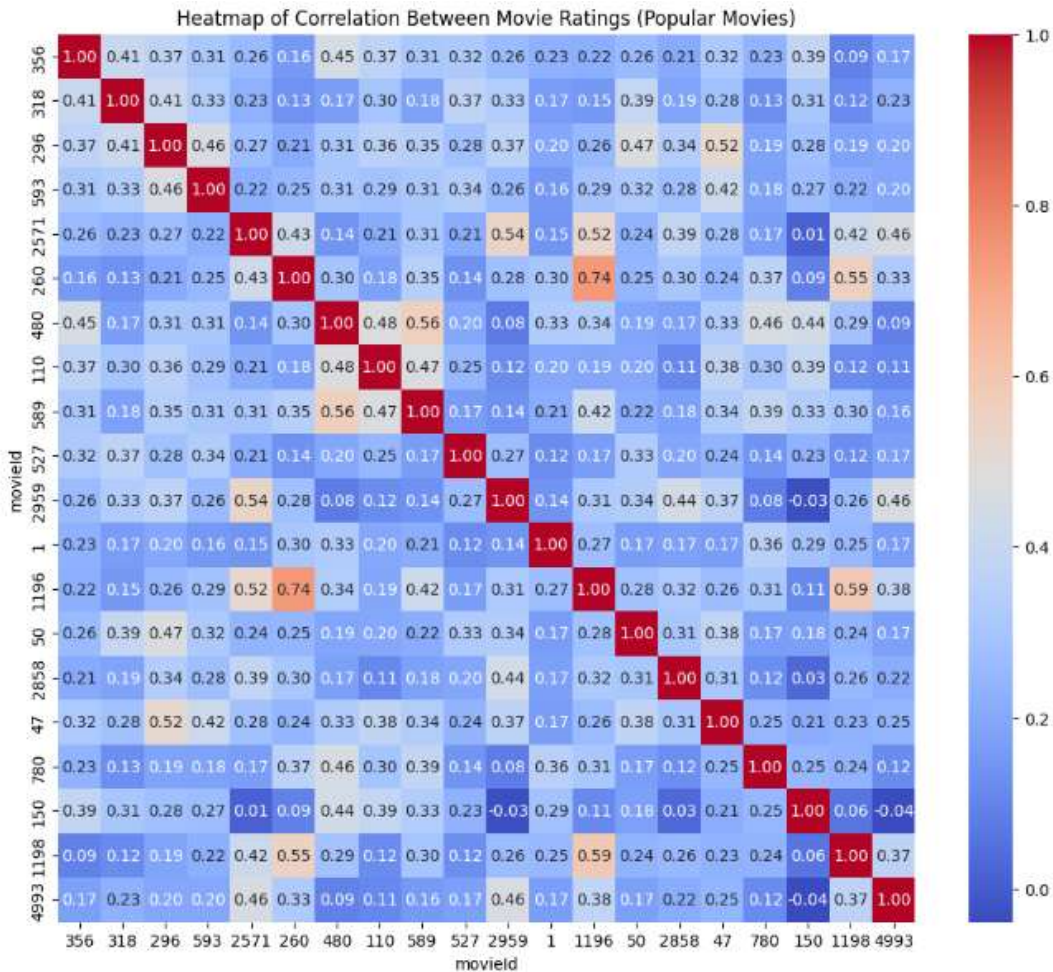 Heatmap of Correlation Between Movie Ratings (Popular Movies)
356 1.00 0.41 0.37 0.31 0.26 0.16 0.45 0.37 0.31 0.32 0.26 0.23 0.22 0.26 0.21 0.32 0.23 0.39 0.09 0.17
318 0.41 1.00 0.41 0.33 0.23 0.13 0.17 0.30 0.18 0.37 0.33 0.17 0.15 0.39 0.19 0.28 0.13 0.31 0.12 0.23
296 0.37 0.41 1.00 0.46 0.27 0.21 0.31 0.36 0.35 0.28 0.37 0.20 0.26 0.47 0.34 0.52 0.19 0.28 0.19 0.20
593 0.31 0.33 0.46 1.00 0.22 0.25 0.31 0.29 0.31 0.34 0.26 0.16 0.29 0.32 0.28 0.42 0.18 0.27 0.22 0.20
2571 0.26 0.23 0.27 0.22 1.00 0.43 0.14 0.21 0.31 0.21 0.54 0.15 0.52 0.24 0.39 0.28 0.17 0.01 0.42 0.46
260 0.16 0.13 0.21 0.25 0.43 1.00 0.30 0.18 0.35 0.14 0.28 0.30 0.74 0.25 0.30 0.24 0.37 0.09 0.55 0.33
480 0.45 0.17 0.31 0.31 0.14 0.30 1.00 0.48 0.56 0.20 0.08 0.33 0.34 0.19 0.17 0.33 0.46 0.44 0.29 0.09
110 0.37 0.30 0.36 0.29 0.21 0.18 0.48 1.00 0.47 0.25 0.12 0.20 0.19 0.20 0.11 0.38 0.30 0.39 0.12 0.11
589 0.31 0.18 0.35 0.31 0.31 0.35 0.56 0.47 1.00 0.17 0.14 0.21 0.42 0.22 0.18 0.34 0.39 0.33 0.30 0.16
527 0.32 0.37 0.28 0.34 0.21 0.14 0.20 0.25 0.17 1.00 0.27 0.12 0.17 0.33 0.20 0.24 0.14 0.23 0.12 0.17
2959 0.26 0.33 0.37 0.26 0.54 0.28 0.08 0.12 0.14 0.27 1.00 0.14 0.31 0.34 0.44 0.37 0.08 -0.03 0.26 0.46
1 0.23 0.17 0.20 0.16 0.15 0.30 0.33 0.20 0.21 0.12 0.14 1.00 0.27 0.17 0.17 0.17 0.36 0.29 0.25 0.17
1196 0.22 0.15 0.26 0.29 0.52 0.74 0.34 0.19 0.42 0.17 0.31 0.27 1.00 0.28 0.32 0.26 0.31 0.11 0.59 0.38
50 0.26 0.39 0.47 0.32 0.24 0.25 0.19 0.20 0.22 0.33 0.34 0.17 0.28 1.00 0.31 0.38 0.17 0.18 0.24 0.17
2858 0.21 0.19 0.34 0.28 0.39 0.30 0.17 0.11 0.18 0.20 0.44 0.17 0.32 0.31 1.00 0.31 0.12 0.03 0.26 0.22
47 0.32 0.28 0.52 0.42 0.28 0.24 0.33 0.38 0.34 0.24 0.37 0.17 0.26 0.38 0.31 1.00 0.25 0.21 0.23 0.25
780 0.23 0.13 0.19 0.18 0.17 0.37 0.46 0.30 0.39 0.14 0.08 0.36 0.31 0.17 0.12 0.25 1.00 0.25 0.24 0.12
150 0.39 0.31 0.28 0.27 0.01 0.09 0.44 0.39 0.33 0.23 -0.03 0.29 0.11 0.18 0.03 0.21 0.25 1.00 0.06 -0.04
1198 0.09 0.12 0.19 0.22 0.42 0.55 0.29 0.12 0.30 0.12 0.26 0.25 0.59 0.24 0.26 0.23 0.24 0.06 1.00 0.37
4993 0.17 0.23 0.20 0.20 0.46 0.33 0.09 0.11 0.16 0.17 0.46 0.17 0.38 0.17 0.22 0.25 0.12 -0.04 0.37 1.00
356 318 296 593 2571 260 480 110 589 527 2959 1 1196 50 2858 47 780 150 1198 4993
movieId
movieId
1.0
0.8
0.6
0.4
0.2
0.0